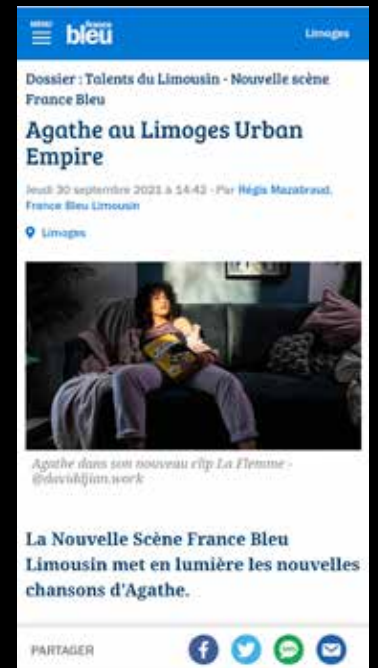 MENU
france
bleu
Limoges
Dossier : Talents du Limousin - Nouvelle scène
France Bleu
Agathe au Limoges Urban
Empire
Jeudi 30 septembre 2021 à 14:42 - Par Régis Mazabraud,
France Bleu Limousin
Limoges
Agathe dans son nouveau clip La Flemme -
@davidjian.work
La Nouvelle Scène France Bleu
Limousin met en lumière les nouvelles
chansons d'Agathe.
PARTAGER